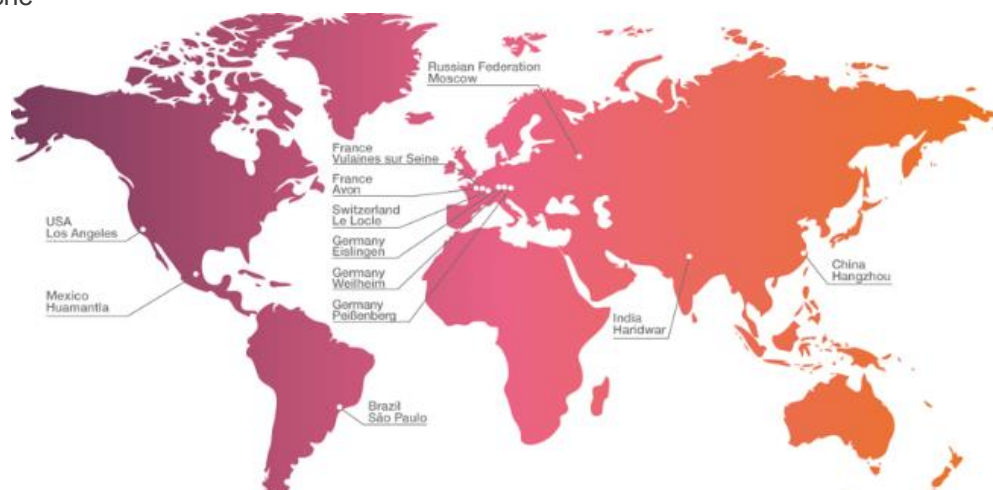 Russian Federation
Moscow
France
Vulaines sur Seine
France
Avon
Switzerland
Le Locle
Germany
Eislingen
Germany
Weilheim
Germany
Peißenberg
USA
Los Angeles
Mexico
Huamantla
Brazil
São Paulo
India
Haridwar
China
Hangzhou